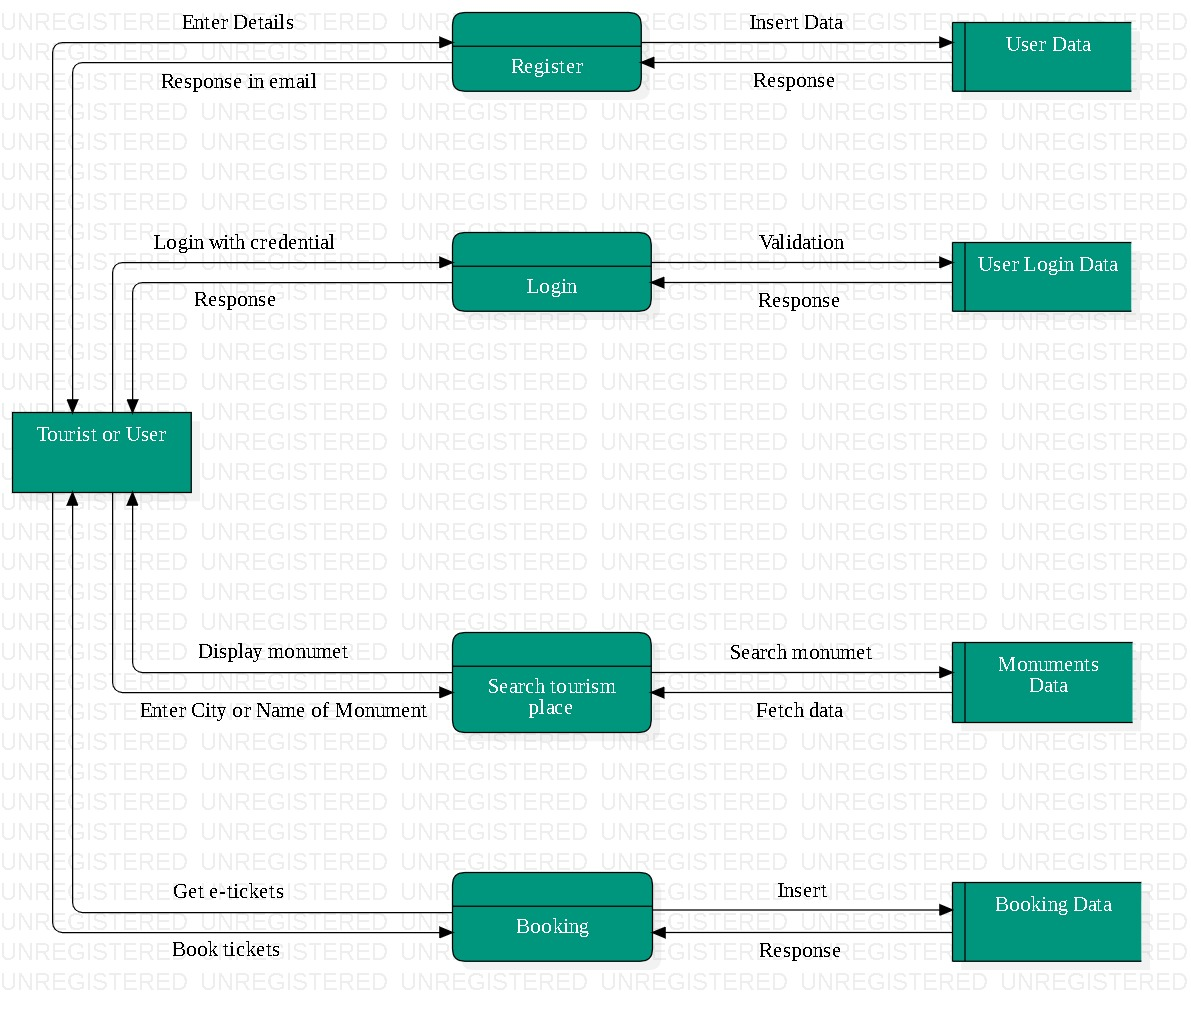 Enter Details
Insert Data
User Data
Register
Response in email
Response
Login with credential
Validation
User Login Data
Login
Response
Response
Tourist or User
Display monumet
Search monumet
Monuments
Data
Search tourism
place
Enter City or Name of Monument
Fetch data
Get e-tickets
Insert
Booking Data
Booking
Book tickets
Response
UNREGISTERED